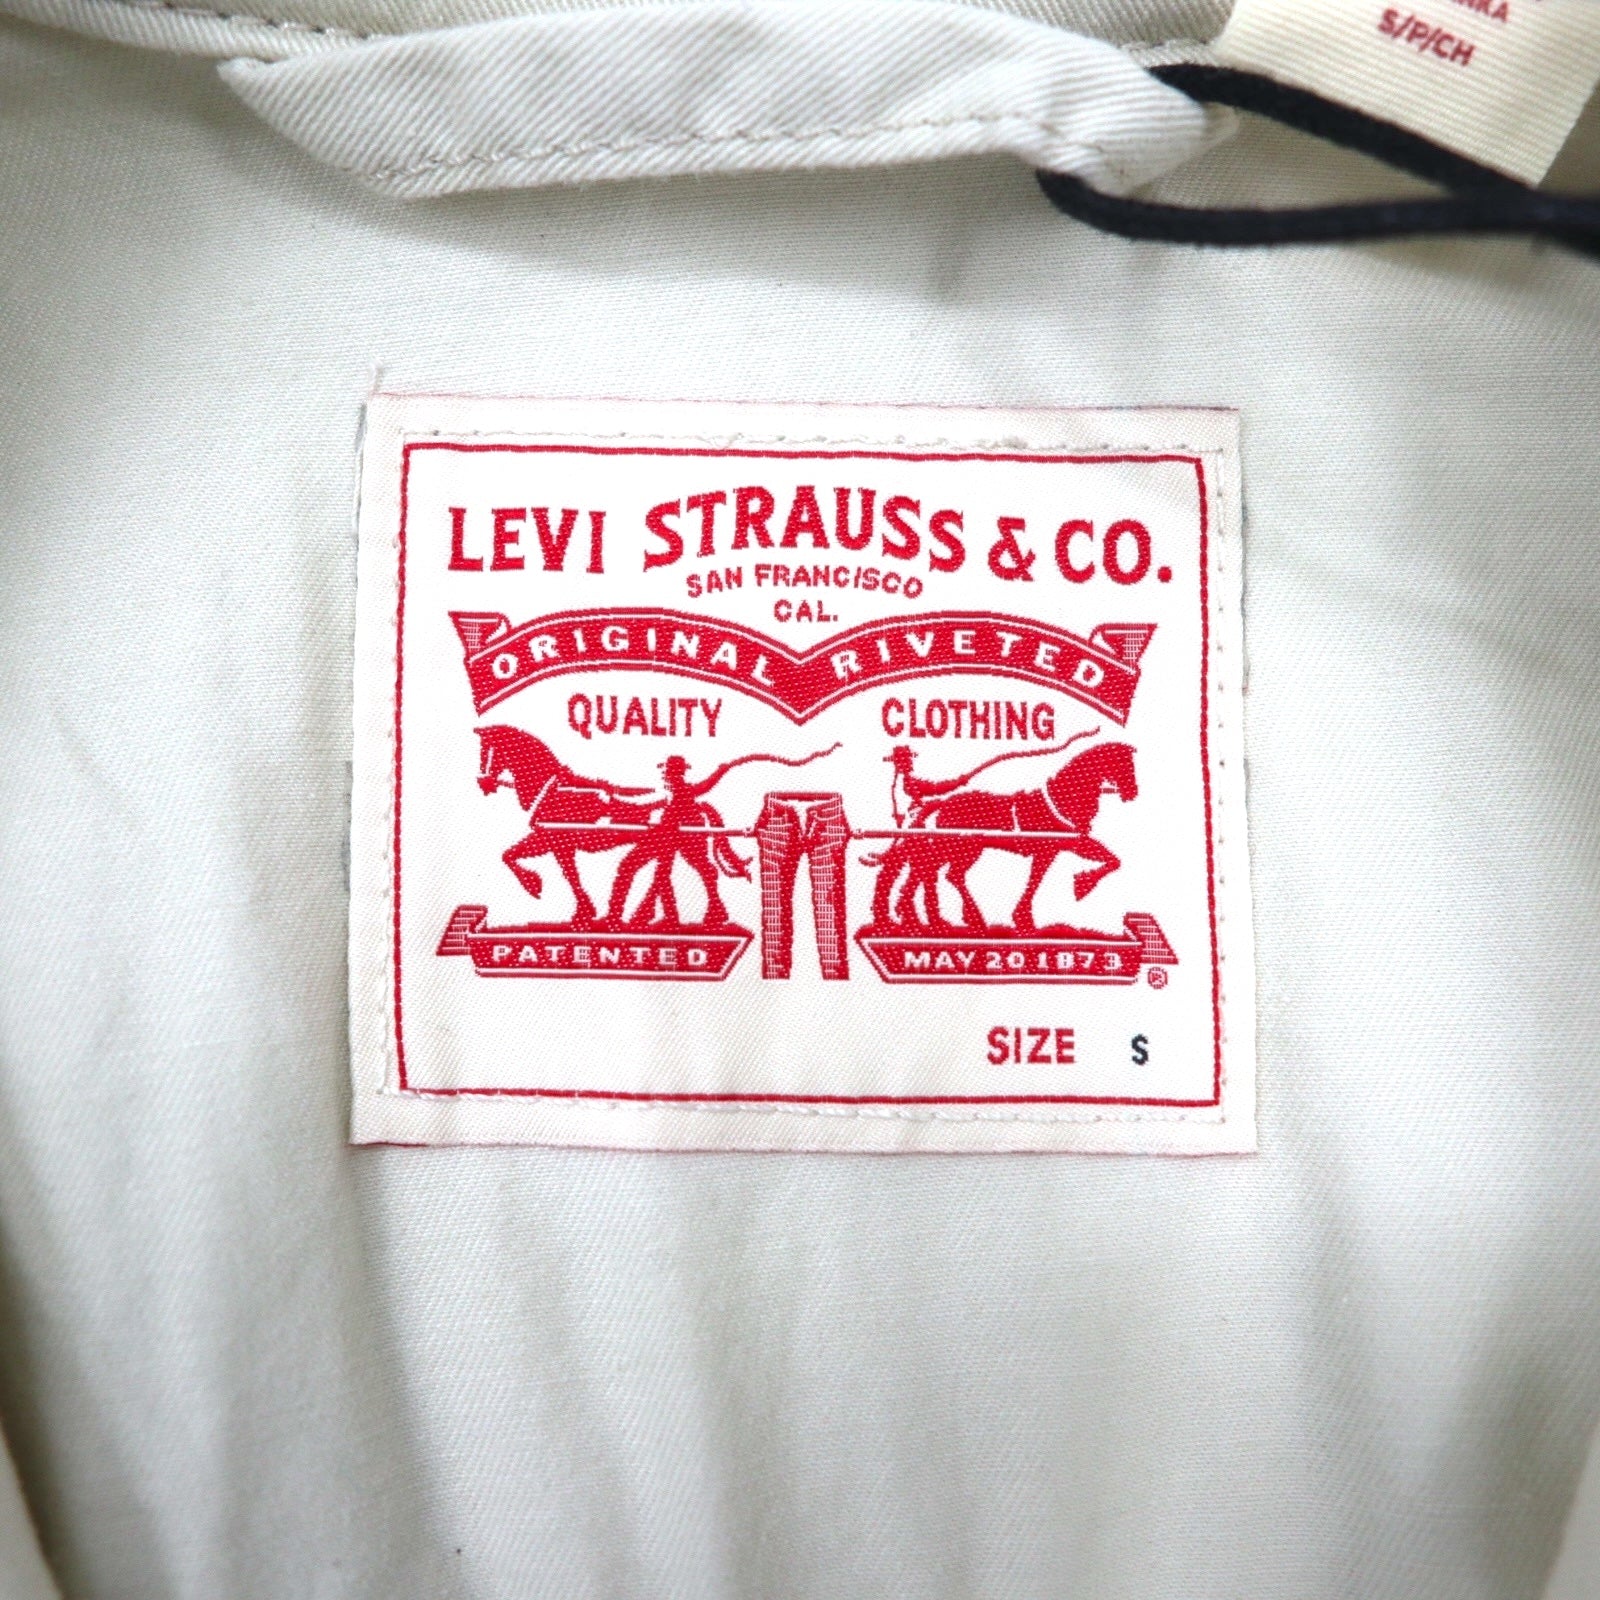 S/P/CH
LEVI STRAUSS & CO.
SAN FRANCISCO
CAL.
ORIGINAL RIVETED
QUALITY CLOTHING
PATENTED MAY 20 1873
®
SIZE S